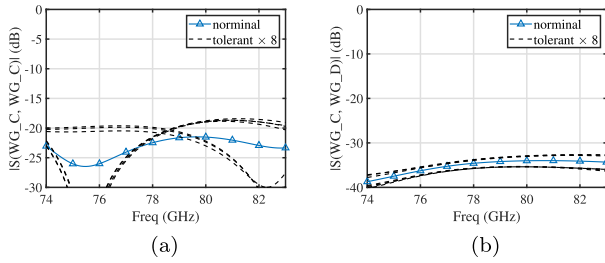 |S(WG_C, WG_C)| (dB)
0
-5
-10
-15
-20
-25
-30
74
76
78
80
82
Freq (GHz)
norminal
tolerant × 8
(a)
|S(WG_C, WG_D)| (dB)
0
-10
-20
-30
-40
74
76
78
80
82
Freq (GHz)
norminal
tolerant × 8
(b)